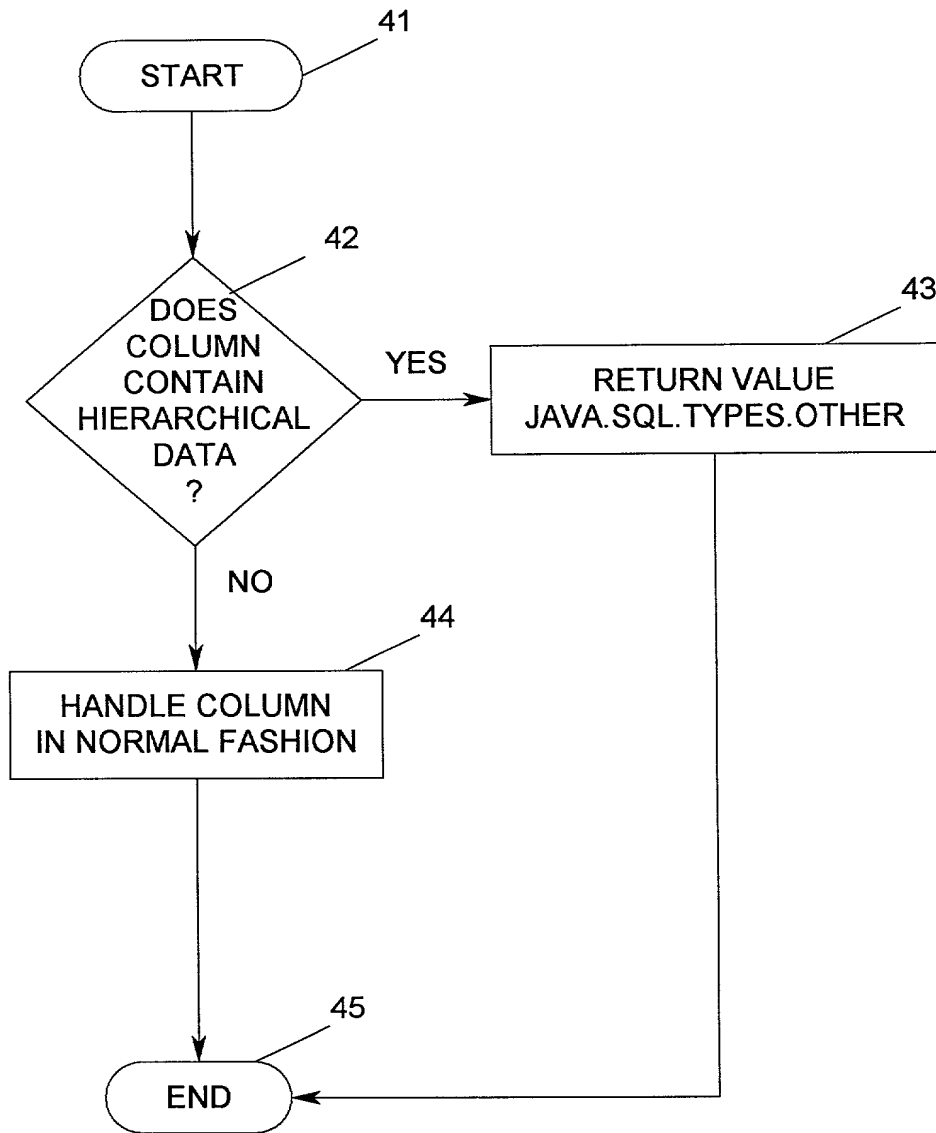 41
START
42
DOES
COLUMN
CONTAIN
HIERARCHICAL
DATA
?
YES
43
RETURN VALUE
JAVA.SQL.TYPES.OTHER
NO
44
HANDLE COLUMN
IN NORMAL FASHION
45
END